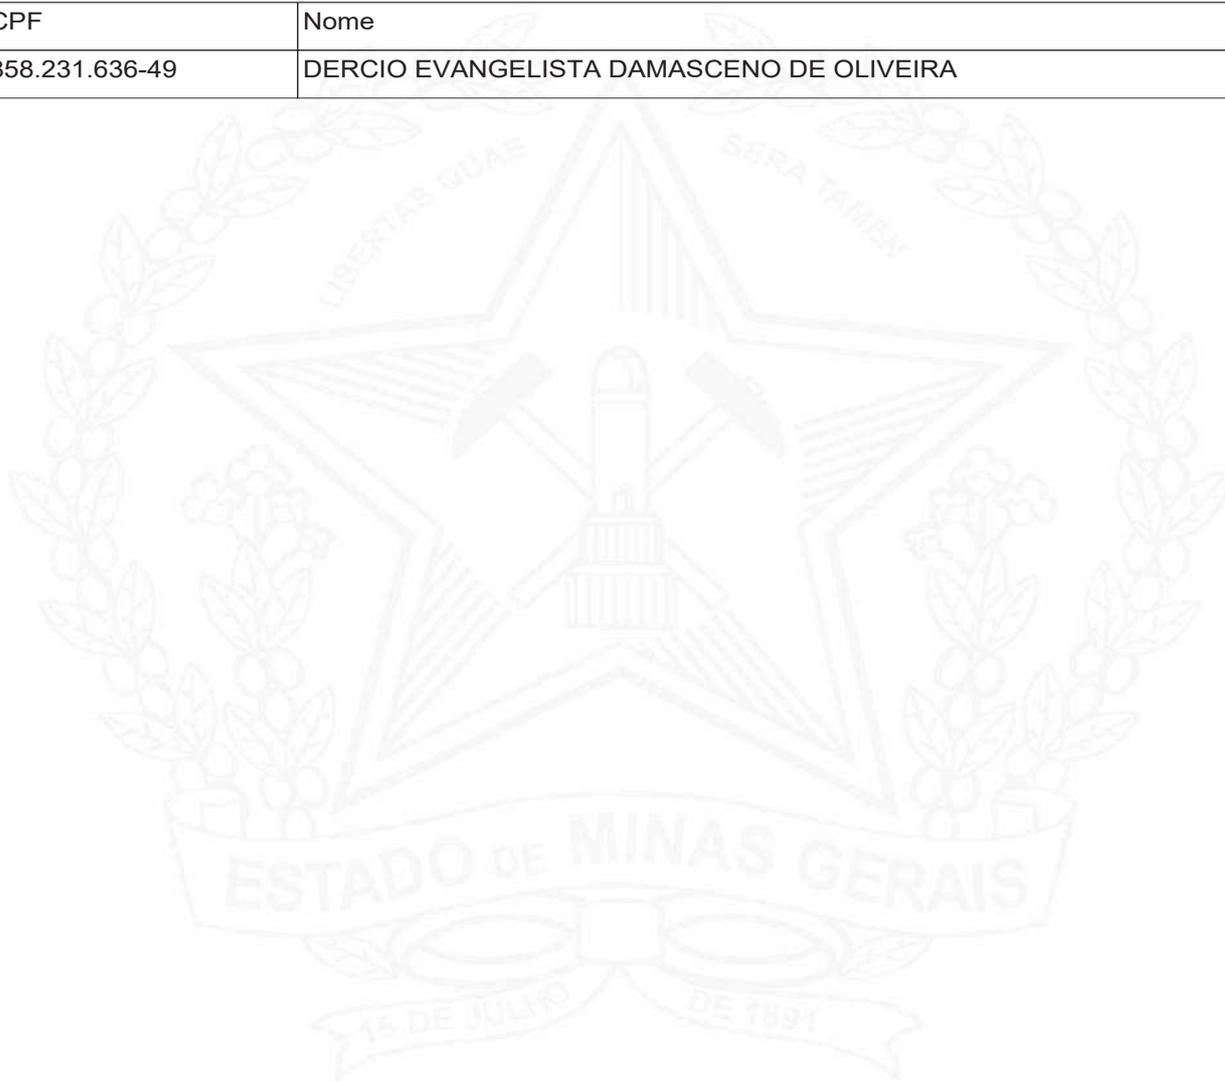 CPF Nome
358.231.636-49 DERCIO EVANGELISTA DAMASCENO DE OLIVEIRA
LIBERTAS QUAE SERA TAMEN
ESTADO DE MINAS GERAIS
15 DE JULHO DE 1891